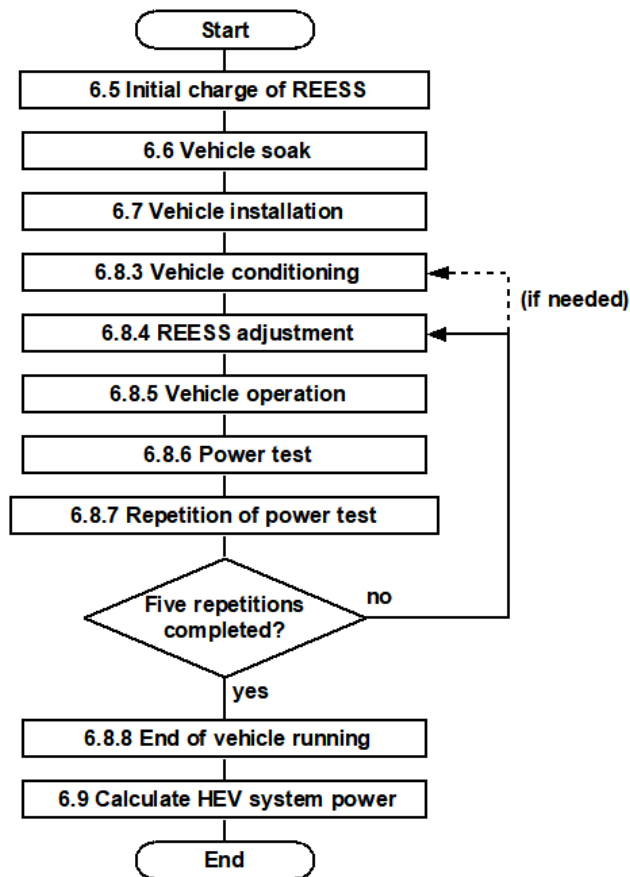 Start
6.5 Initial charge of REESS
6.6 Vehicle soak
6.7 Vehicle installation
6.8.3 Vehicle conditioning
(if needed)
6.8.4 REESS adjustment
6.8.5 Vehicle operation
6.8.6 Power test
6.8.7 Repetition of power test
Five repetitions
completed?
no
yes
6.8.8 End of vehicle running
6.9 Calculate HEV system power
End